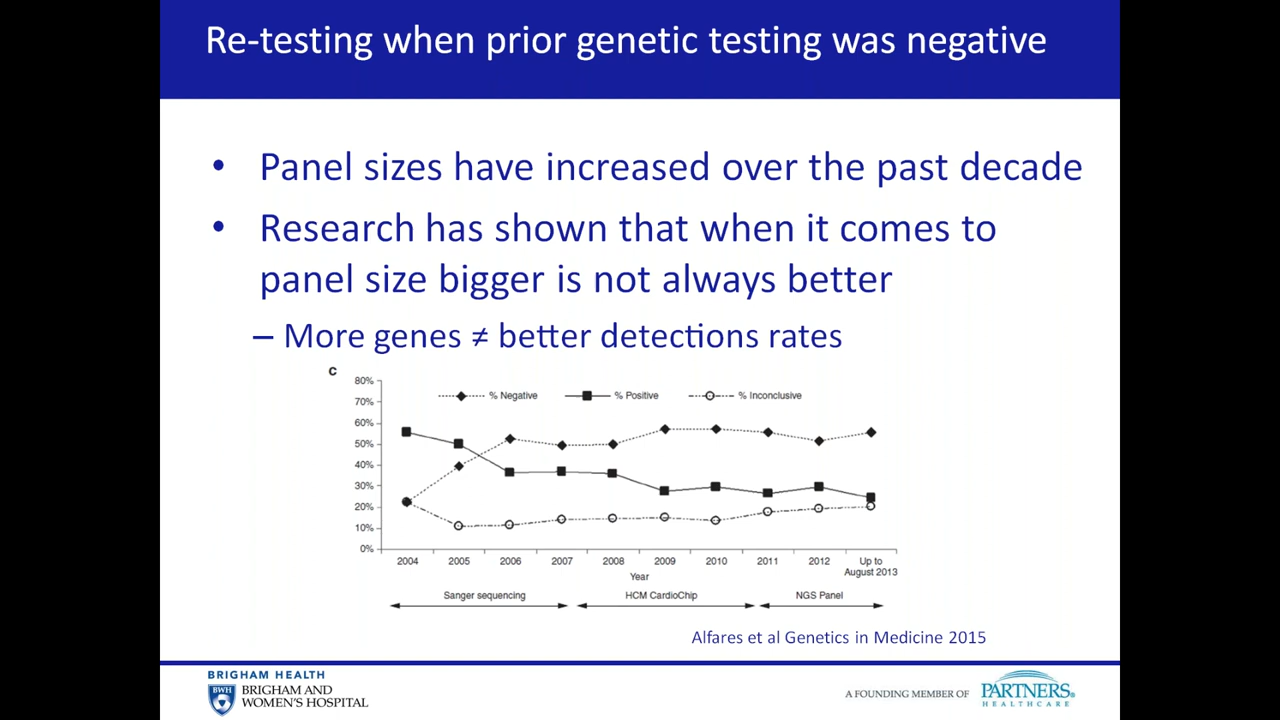 Re-testing when prior genetic testing was negative
• Panel sizes have increased over the past decade
• Research has shown that when it comes to
panel size bigger is not always better
– More genes ≠ better detections rates
C
% Negative % Positive % Inconclusive
80%
70%
60%
50%
40%
30%
20%
10%
0%
2004 2005 2006 2007 2008 2009 2010 2011 2012 Up to
August 2013
Year
Sanger sequencing HCM CardioChip NGS Panel
Alfares et al Genetics in Medicine 2015
BRIGHAM HEALTH
BWH
BRIGHAM AND
WOMEN'S HOSPITAL
A FOUNDING MEMBER OF
PARTNERS®
HEALTHCARE